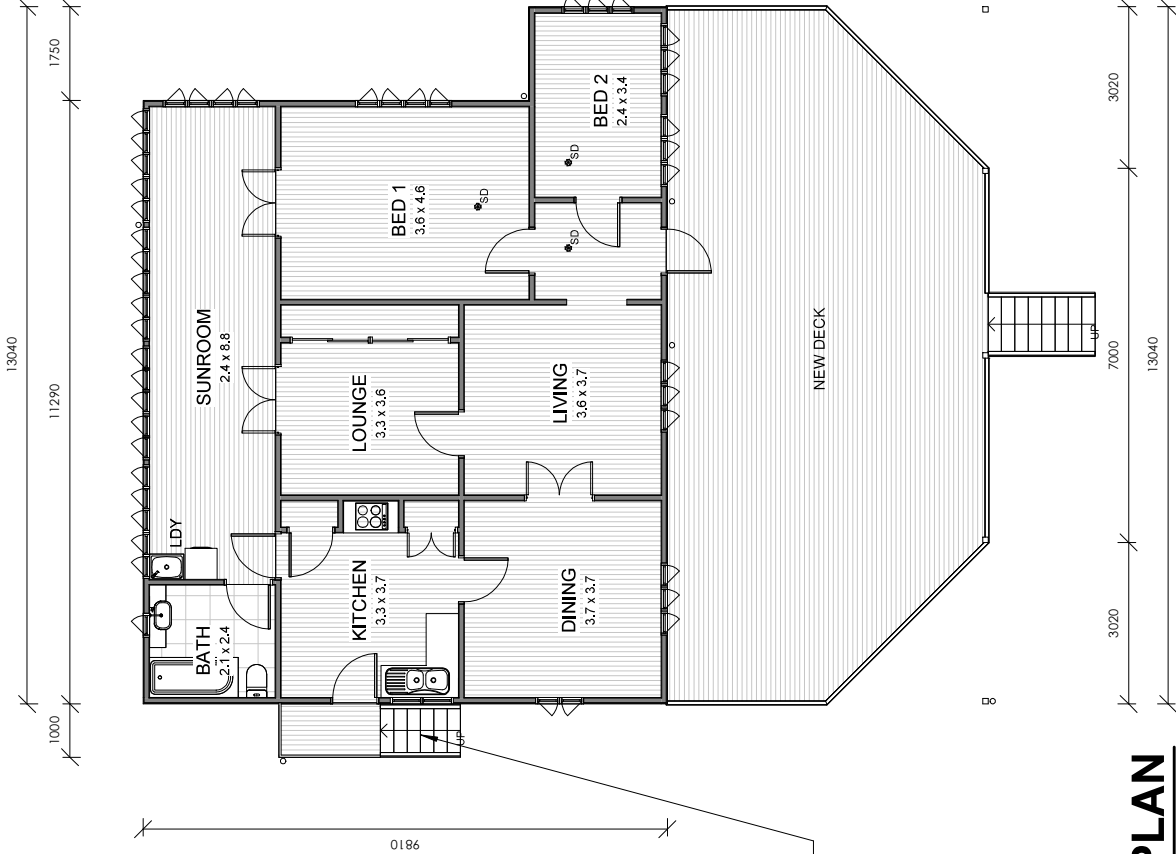 13040
1750
11290
1000
9810
SUNROOM
2.4 x 8.8
LDY
BATH
2.1 x 2.4
BED 1
3.6 x 4.6
SD
BED 2
2.4 x 3.4
SD
SD
LOUNGE
3.3 x 3.6
LIVING
3.6 x 3.7
KITCHEN
3.3 x 3.7
DINING
3.7 x 3.7
UP
NEW DECK
UP
3020
7000
3020
13040
PLAN